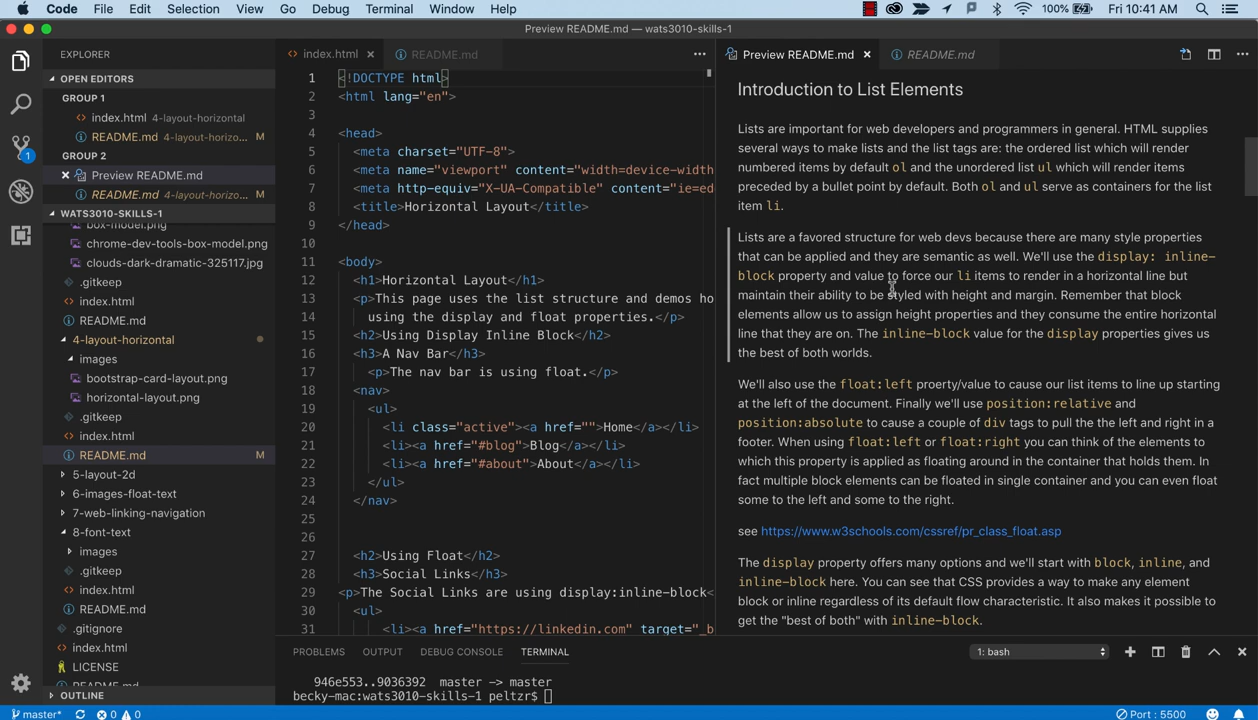 Code File Edit Selection View Go Debug Terminal Window Help 100% Fri 10:41 AM
Preview README.md — wats3010-skills-1
EXPLORER
OPEN EDITORS
GROUP 1
index.html 4-layout-horizontal
README.md 4-layout-horizo... M
GROUP 2
Preview README.md
README.md 4-layout-horizo... M
WATS3010-SKILLS-1
box-model.png
chrome-dev-tools-box-model.png
clouds-dark-dramatic-325117.jpg
.gitkeep
index.html
README.md
4-layout-horizontal
images
bootstrap-card-layout.png
horizontal-layout.png
.gitkeep
index.html
README.md M
5-layout-2d
6-images-float-text
7-web-linking-navigation
8-font-text
images
.gitkeep
index.html
README.md
.gitignore
index.html
LICENSE
README.md
OUTLINE
index.html README.md
1 <!DOCTYPE html>
2 <html lang="en">
3
4 <head>
5 <meta charset="UTF-8">
6 <meta name="viewport" content="width=device-width
7 <meta http-equiv="X-UA-Compatible" content="ie=ed
8 <title>Horizontal Layout</title>
9 </head>
10
11 <body>
12 <h1>Horizontal Layout</h1>
13 <p>This page uses the list structure and demos ho
14 using the display and float properties.</p>
15 <h2>Using Display Inline Block</h2>
16 <h3>A Nav Bar</h3>
17 <p>The nav bar is using float.</p>
18 <nav>
19 <ul>
20 <li class="active"><a href="">Home</a></li>
21 <li><a href="#blog">Blog</a></li>
22 <li><a href="#about">About</a></li>
23 </ul>
24 </nav>
25
26
27 <h2>Using Float</h2>
28 <h3>Social Links</h3>
29 <p>The Social Links are using display:inline-block<
30 <ul>
31 <li><a href="https://linkedin.com" target="_b
Preview README.md README.md
Introduction to List Elements
Lists are important for web developers and programmers in general. HTML supplies
several ways to make lists and the list tags are: the ordered list which will render
numbered items by default ol and the unordered list ul which will render items
preceded by a bullet point by default. Both ol and ul serve as containers for the list
item li.
Lists are a favored structure for web devs because there are many style properties
that can be applied and they are semantic as well. We'll use the display: inline-
block property and value to force our li items to render in a horizontal line but
maintain their ability to be styled with height and margin. Remember that block
elements allow us to assign height properties and they consume the entire horizontal
line that they are on. The inline-block value for the display properties gives us
the best of both worlds.
We'll also use the float:left proerty/value to cause our list items to line up starting
at the left of the document. Finally we'll use position:relative and
position:absolute to cause a couple of div tags to pull the the left and right in a
footer. When using float:left or float:right you can think of the elements to
which this property is applied as floating around in the container that holds them. In
fact multiple block elements can be floated in single container and you can even float
some to the left and some to the right.
see https://www.w3schools.com/cssref/pr_class_float.asp
The display property offers many options and we'll start with block, inline, and
inline-block here. You can see that CSS provides a way to make any element
block or inline regardless of its default flow characteristic. It also makes it possible to
get the "best of both" with inline-block.
PROBLEMS OUTPUT DEBUG CONSOLE TERMINAL 1: bash
946e553..9036392 master -> master
becky-mac:wats3010-skills-1 peltzr$
master* 0 0 Port : 5500